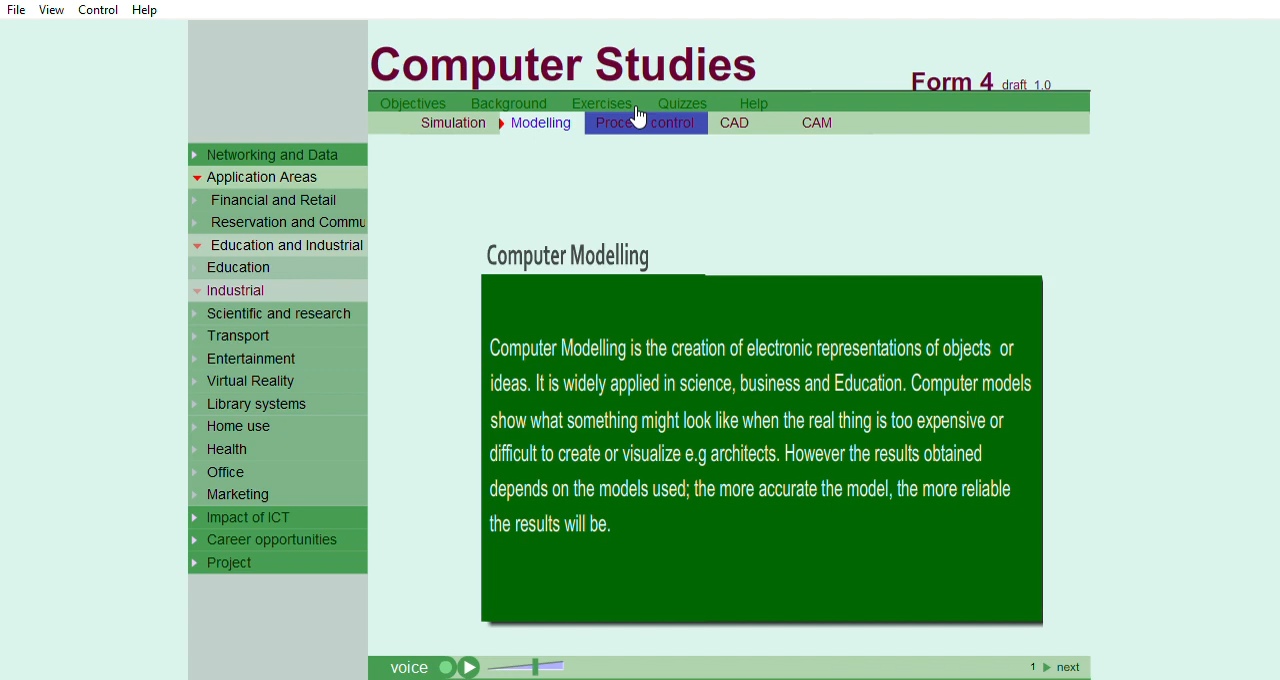 File View Control Help
Computer Studies
Form 4 draft 1.0
Objectives Background Exercises Quizzes Help
Simulation Modelling Process control CAD CAM
Networking and Data
Application Areas
Financial and Retail
Reservation and Commu
Education and Industrial
Education
Industrial
Scientific and research
Transport
Entertainment
Virtual Reality
Library systems
Home use
Health
Office
Marketing
Impact of ICT
Career opportunities
Project
Computer Modelling
Computer Modelling is the creation of electronic representations of objects or
ideas. It is widely applied in science, business and Education. Computer models
show what something might look like when the real thing is too expensive or
difficult to create or visualize e.g architects. However the results obtained
depends on the models used; the more accurate the model, the more reliable
the results will be.
voice
1 next